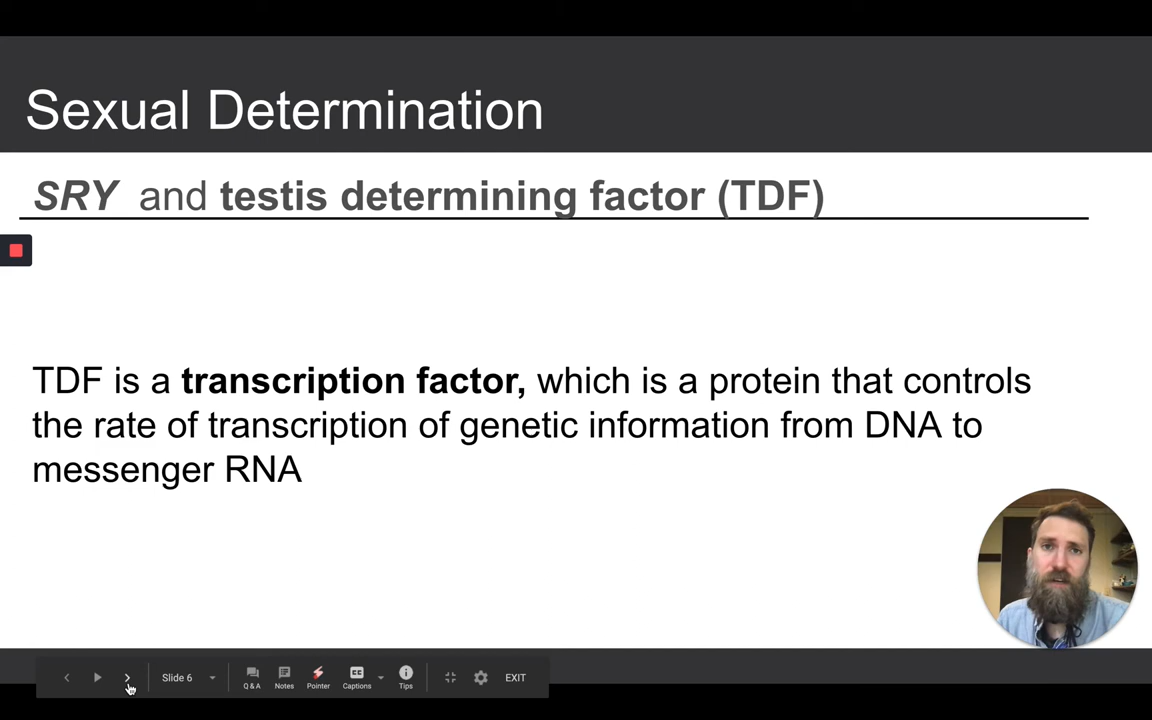 Sexual Determination
SRY and testis determining factor (TDF)
TDF is a transcription factor, which is a protein that controls
the rate of transcription of genetic information from DNA to
messenger RNA
Slide 6
Q & A
Notes
Pointer
Captions
Tips
EXIT